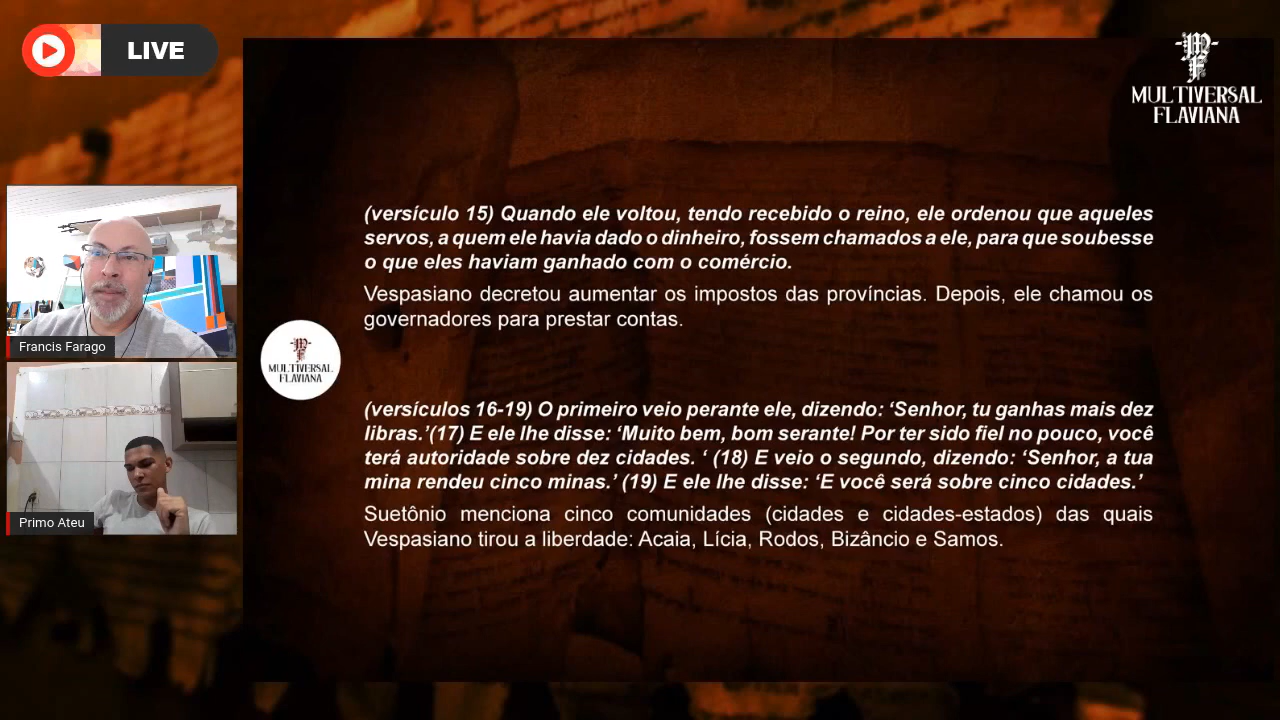 LIVE
MULTIVERSAL
FLAVIANA
(versículo 15) Quando ele voltou, tendo recebido o reino, ele ordenou que aqueles
servos, a quem ele havia dado o dinheiro, fossem chamados a ele, para que soubesse
o que eles haviam ganhado com o comércio.
Vespasiano decretou aumentar os impostos das províncias. Depois, ele chamou os
governadores para prestar contas.
Francis Farago
MULTIVERSAL
FLAVIANA
(versículos 16-19) O primeiro veio perante ele, dizendo: ‘Senhor, tu ganhas mais dez
libras.’(17) E ele lhe disse: ‘Muito bem, bom serante! Por ter sido fiel no pouco, você
terá autoridade sobre dez cidades. ‘ (18) E veio o segundo, dizendo: ‘Senhor, a tua
mina rendeu cinco minas.’ (19) E ele lhe disse: ‘E você será sobre cinco cidades.’
Suetônio menciona cinco comunidades (cidades e cidades-estados) das quais
Vespasiano tirou a liberdade: Acaia, Lícia, Rodos, Bizâncio e Samos.
Primo Ateu